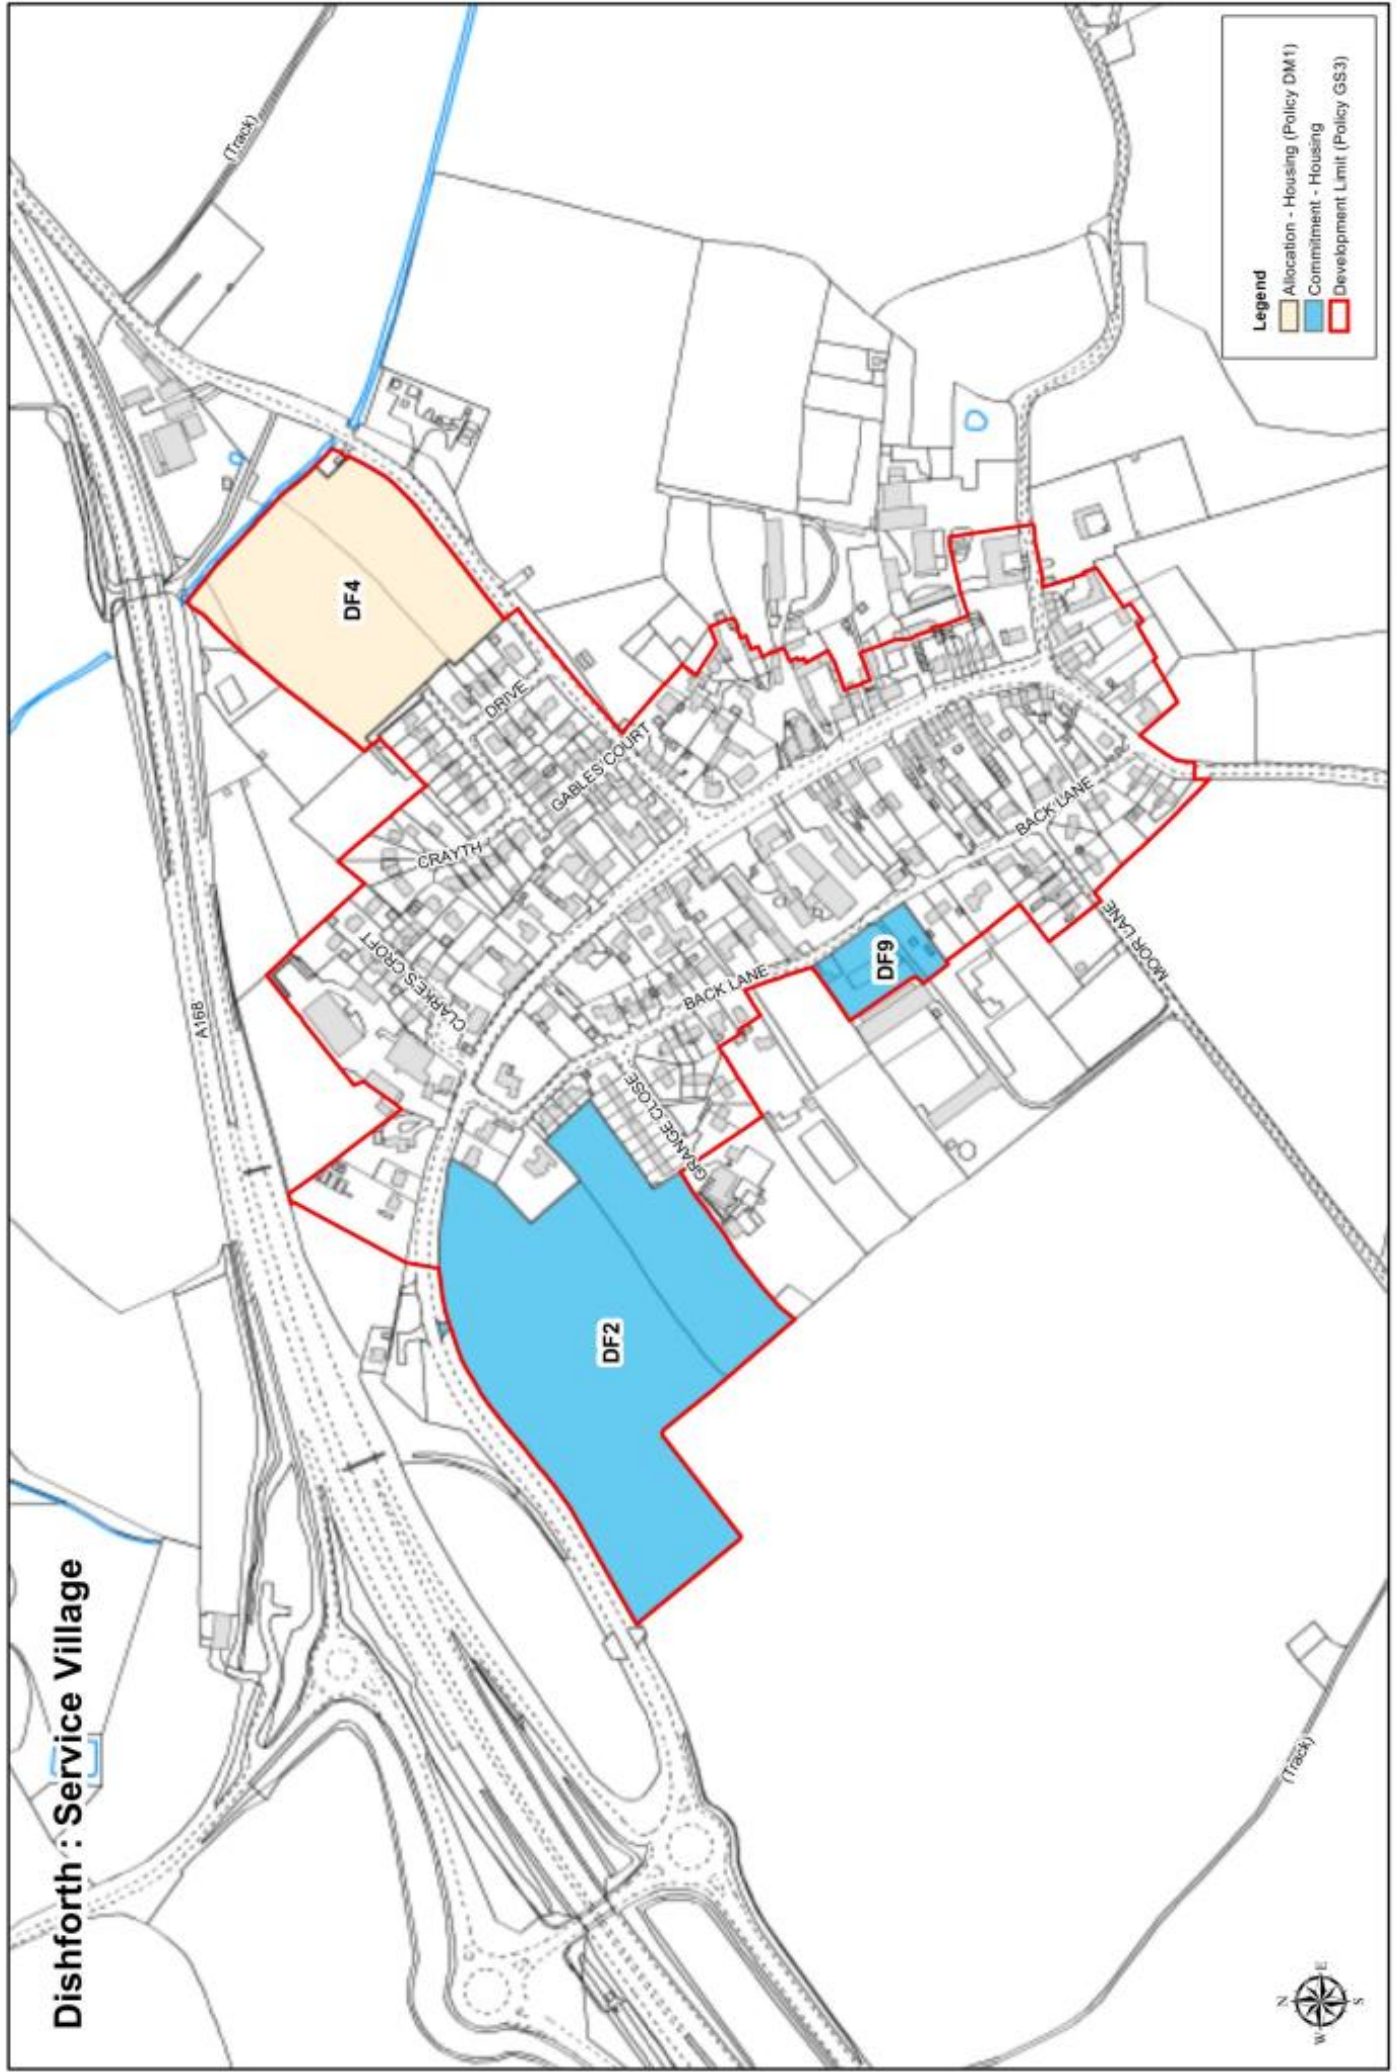 Dishforth : Service Village
(Track)
A168
DF4
DRIVE
GABLES COURT
CRAYTH
CLARKES CROFT
BACK LANE
BACK LANE
GRANGE CLOSE
MOOR LANE
DF9
DF2
(Track)
N
W
E
S
Legend
Allocation - Housing (Policy DM1)
Commitment - Housing
Development Limit (Policy GS3)